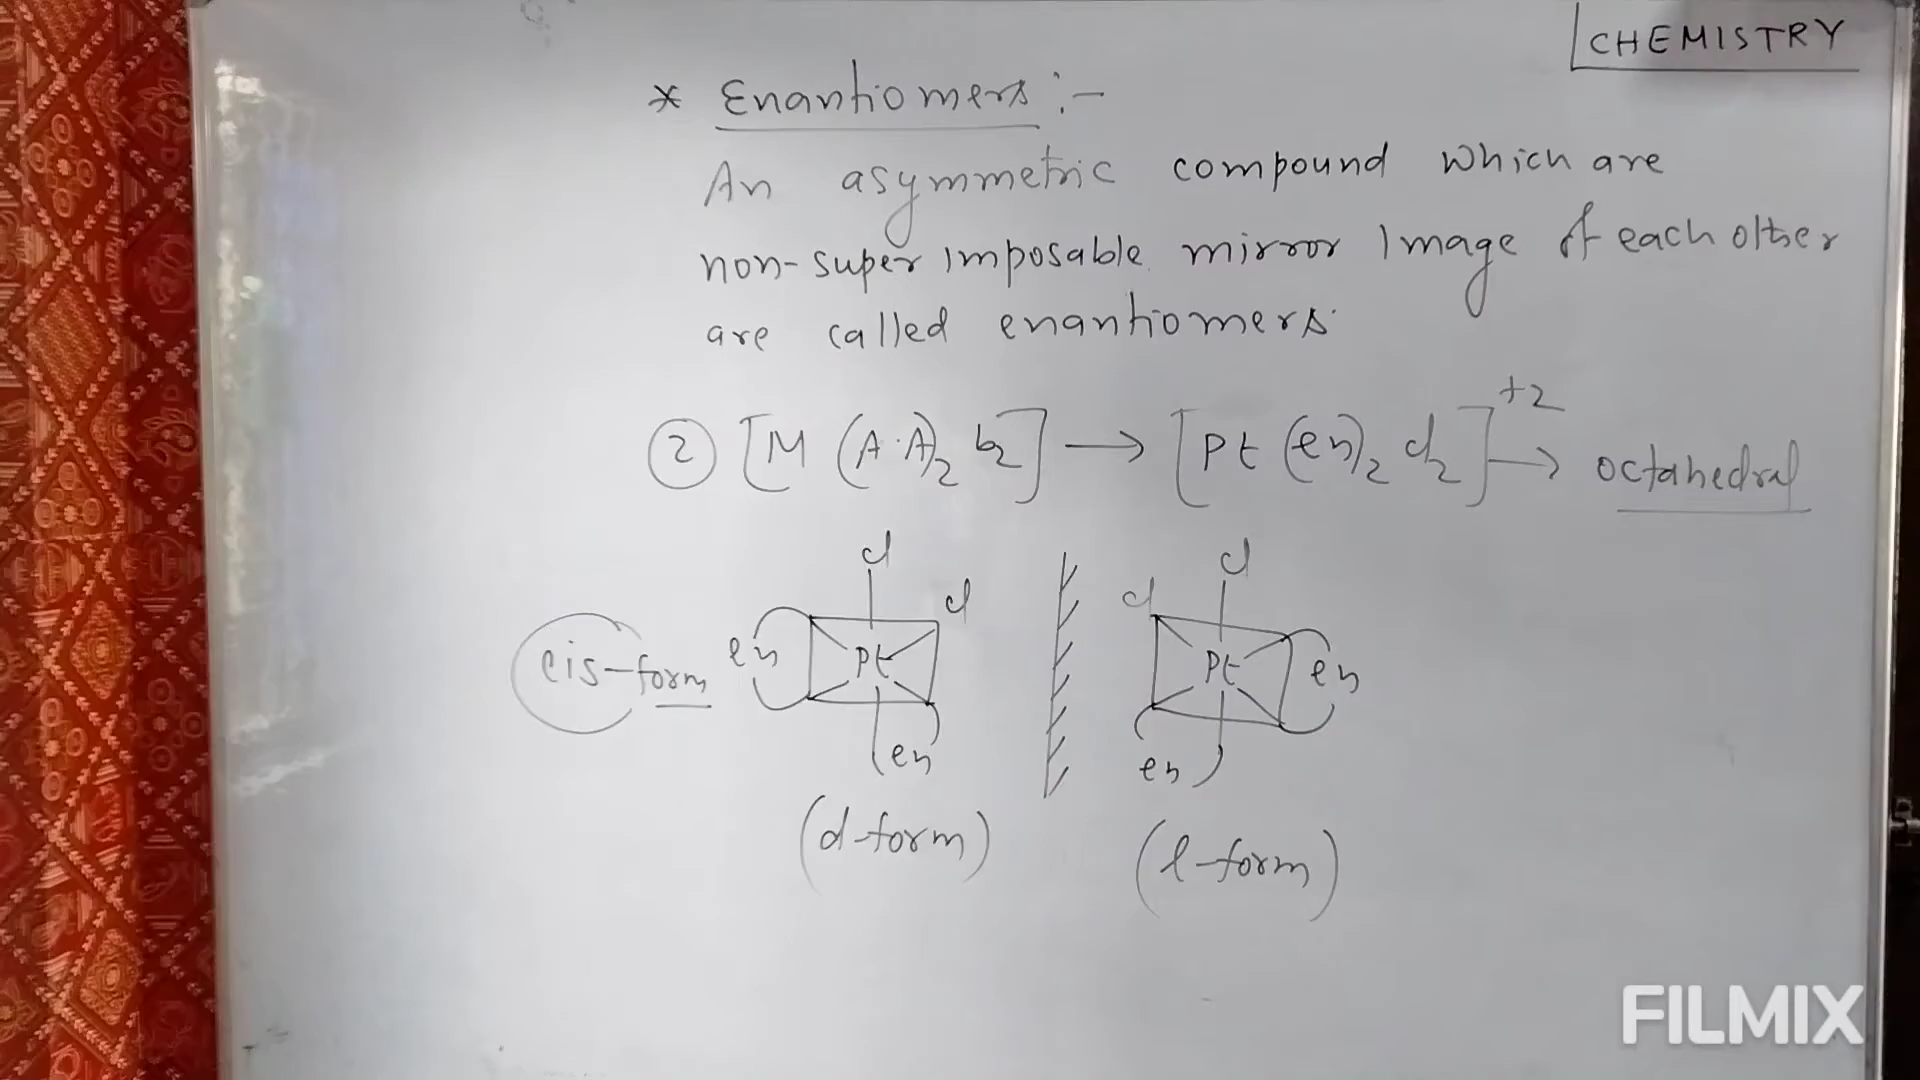 CHEMISTRY
* Enantiomers :-
An asymmetric compound which are
non-superimposable mirror image of each other
are called enantiomers.
② [M (A·A)₂ b₂] → [Pt (en)₂ cl₂]⁺² → octahedral
cl cl
cl cl
cis-form en Pt Pt en
en en
(d-form) (l-form)
FILMIX